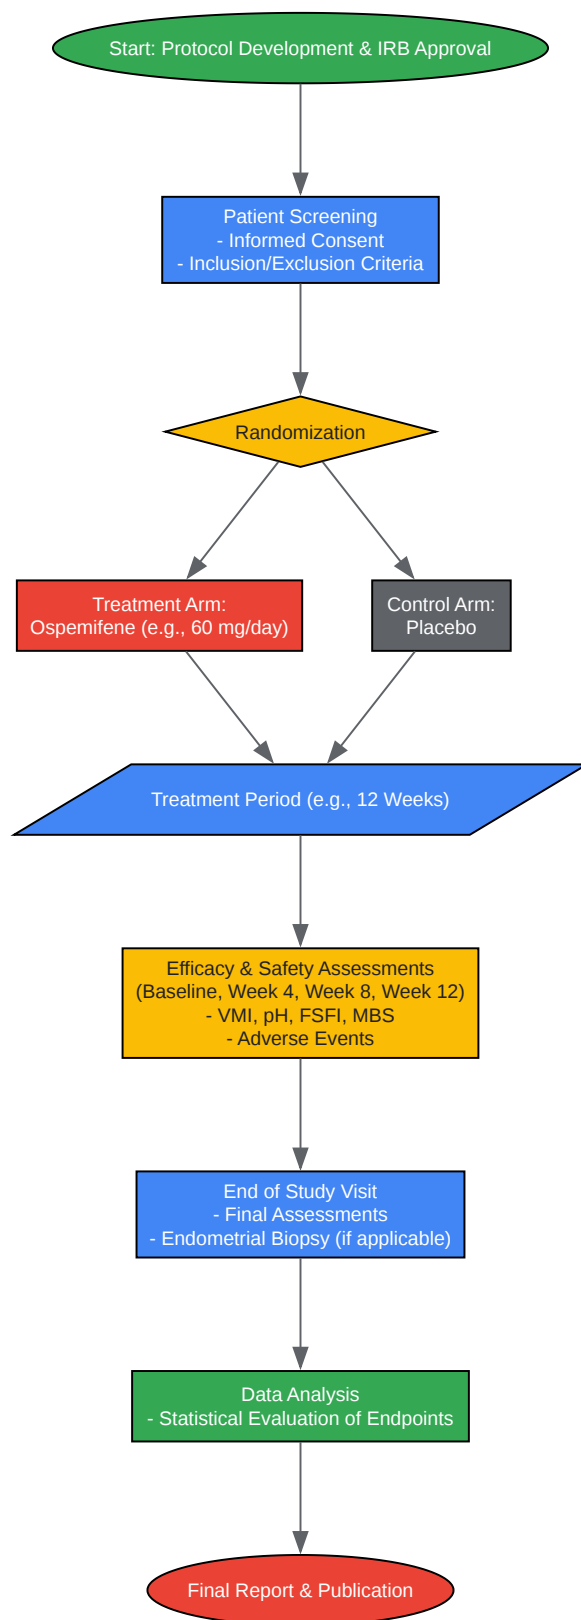 Start: Protocol Development & IRB Approval
Patient Screening
- Informed Consent
- Inclusion/Exclusion Criteria
Randomization
Treatment Arm:
Ospemifene (e.g., 60 mg/day)
Control Arm:
Placebo
Treatment Period (e.g., 12 Weeks)
Efficacy & Safety Assessments
(Baseline, Week 4, Week 8, Week 12)
- VMI, pH, FSFI, MBS
- Adverse Events
End of Study Visit
- Final Assessments
- Endometrial Biopsy (if applicable)
Data Analysis
- Statistical Evaluation of Endpoints
Final Report & Publication